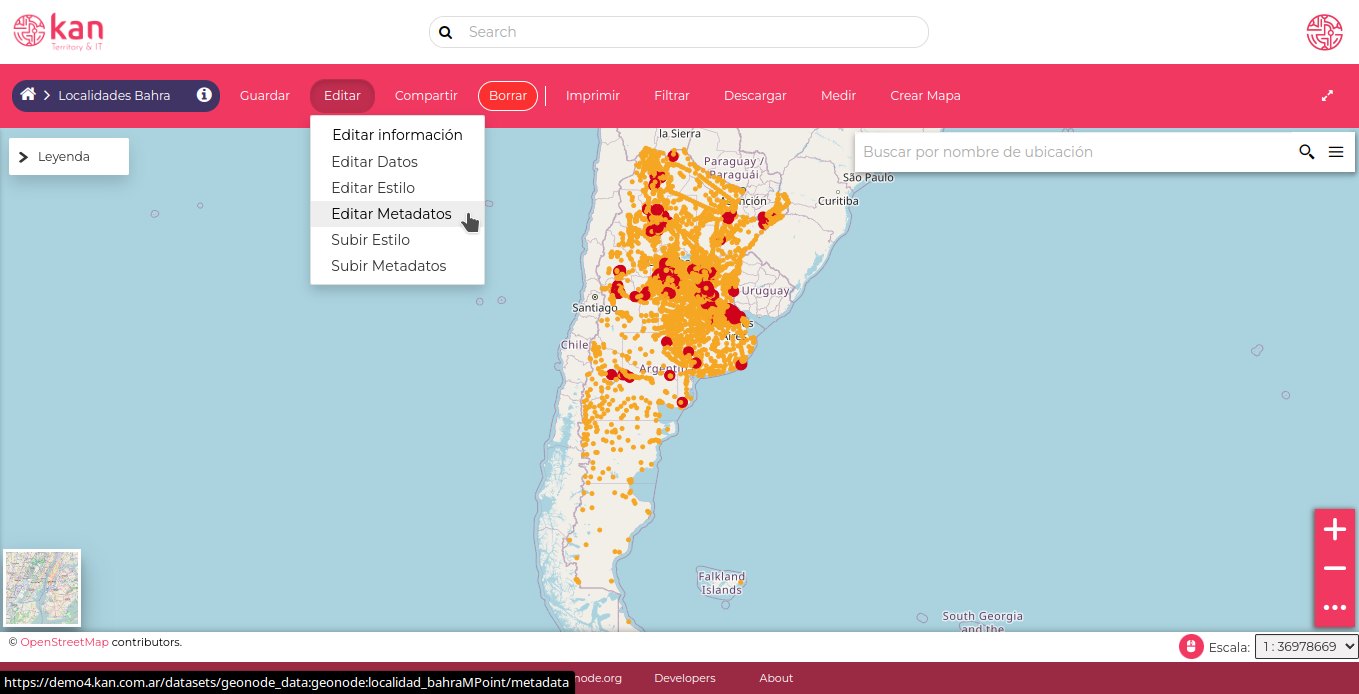 kan
Territory & IT
Search
Localidades Bahra
Guardar
Editar
Compartir
Borrar
Imprimir
Filtrar
Descargar
Medir
Crear Mapa
Editar información
Editar Datos
Editar Estilo
Editar Metadatos
Subir Estilo
Subir Metadatos
Leyenda
Buscar por nombre de ubicación
la Sierra
Paraguay /
Paraguái
São Paulo
Curitiba
Uruguay
Santiago
Chile
Falkland
Islands
South Georgia
and the
© OpenStreetMap contributors.
Escala:
1 : 36978669
https://demo4.kan.com.ar/datasets/geonode_data:geonode:localidad_bahraMPoint/metadata
node.org
Developers
About